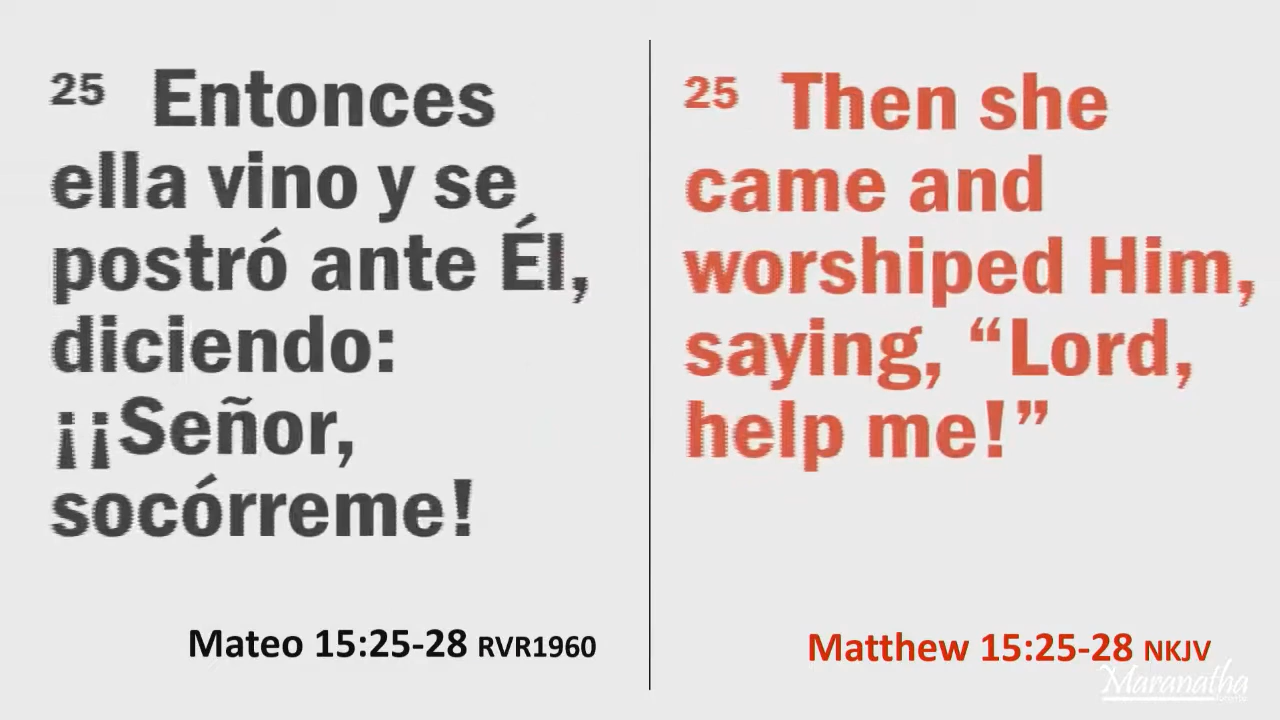 25 Entonces
ella vino y se
postró ante Él,
diciendo:
¡¡Señor,
socórreme!
Mateo 15:25-28 RVR1960
25 Then she
came and
worshiped Him,
saying, “Lord,
help me!”
Matthew 15:25-28 NKJV
Maranatha